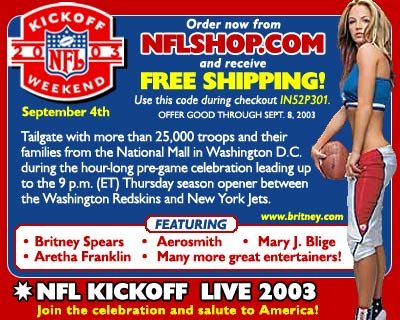 KICKOFF
2003
NFL
WEEKEND
September 4th
Order now from
NFLSHOP.COM
and receive
FREE SHIPPING!
Use this code during checkout IN52P301.
OFFER GOOD THROUGH SEPT. 8, 2003
Tailgate with more than 25,000 troops and their
families from the National Mall in Washington D.C.
during the hour-long pre-game celebration leading up
to the 9 p.m. (ET) Thursday season opener between
the Washington Redskins and New York Jets.
www.britney.com
FEATURING
• Britney Spears • Aerosmith • Mary J. Blige
• Aretha Franklin • Many more great entertainers!
NFL KICKOFF LIVE 2003
Join the celebration and salute to America!